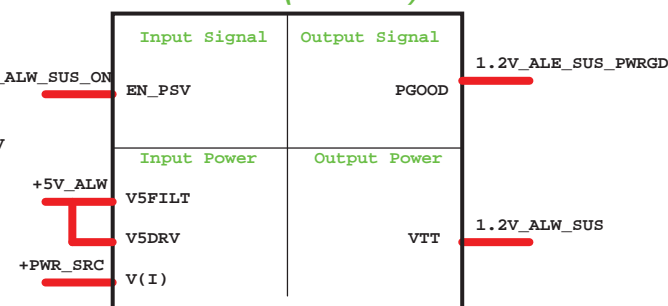 Input Signal Output Signal
_ALW_SUS_ON EN_PSV PGOOD 1.2V_ALE_SUS_PWRGD
Input Power Output Power
+5V_ALW V5FILT
V5DRV VTT 1.2V_ALW_SUS
+PWR_SRC V(I)